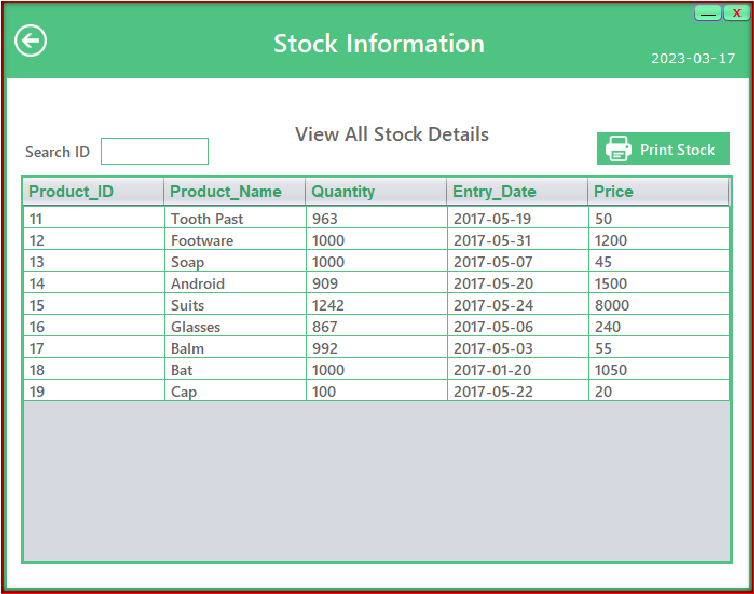 X
Stock Information
2023-03-17
View All Stock Details
Search ID
Print Stock
Product_ID Product_Name Quantity Entry_Date Price
11 Tooth Past 963 2017-05-19 50
12 Footware 1000 2017-05-31 1200
13 Soap 1000 2017-05-07 45
14 Android 909 2017-05-20 1500
15 Suits 1242 2017-05-24 8000
16 Glasses 867 2017-05-06 240
17 Balm 992 2017-05-03 55
18 Bat 1000 2017-01-20 1050
19 Cap 100 2017-05-22 20